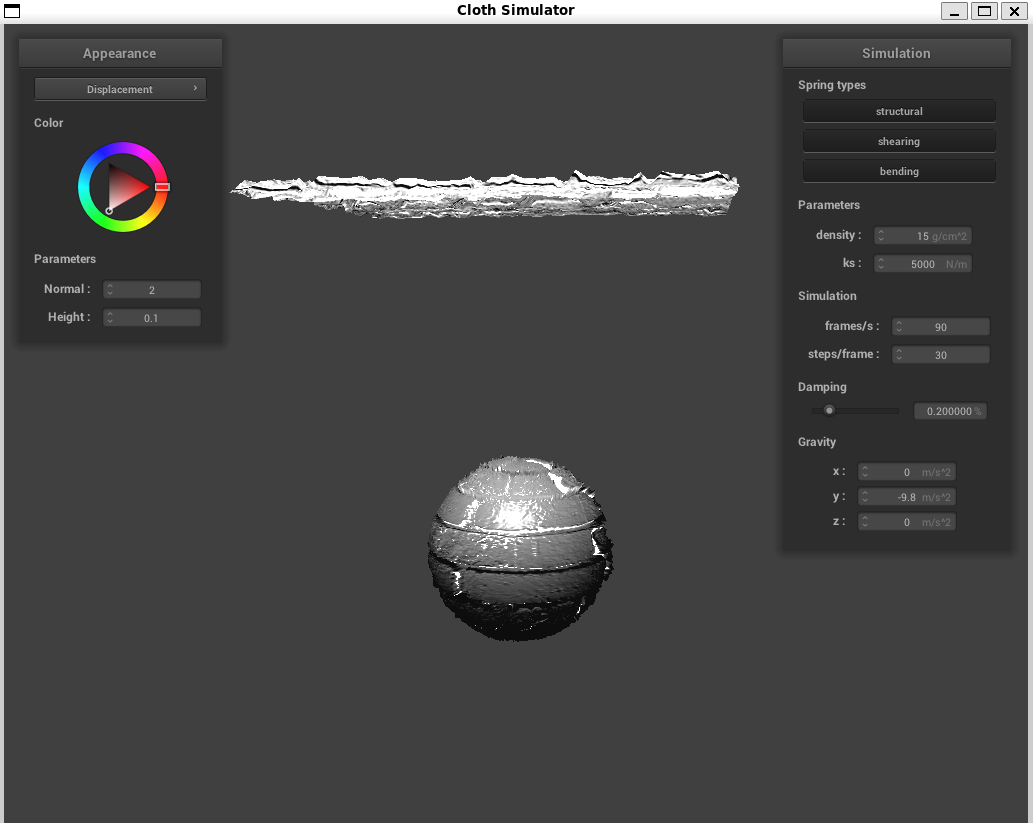 Cloth Simulator
Appearance
Displacement
Color
Parameters
Normal : 2
Height : 0.1
Simulation
Spring types
structural
shearing
bending
Parameters
density : 15 g/cm^2
ks : 5000 N/m
Simulation
frames/s : 90
steps/frame : 30
Damping
0.200000 %
Gravity
x : 0 m/s^2
y : -9.8 m/s^2
z : 0 m/s^2